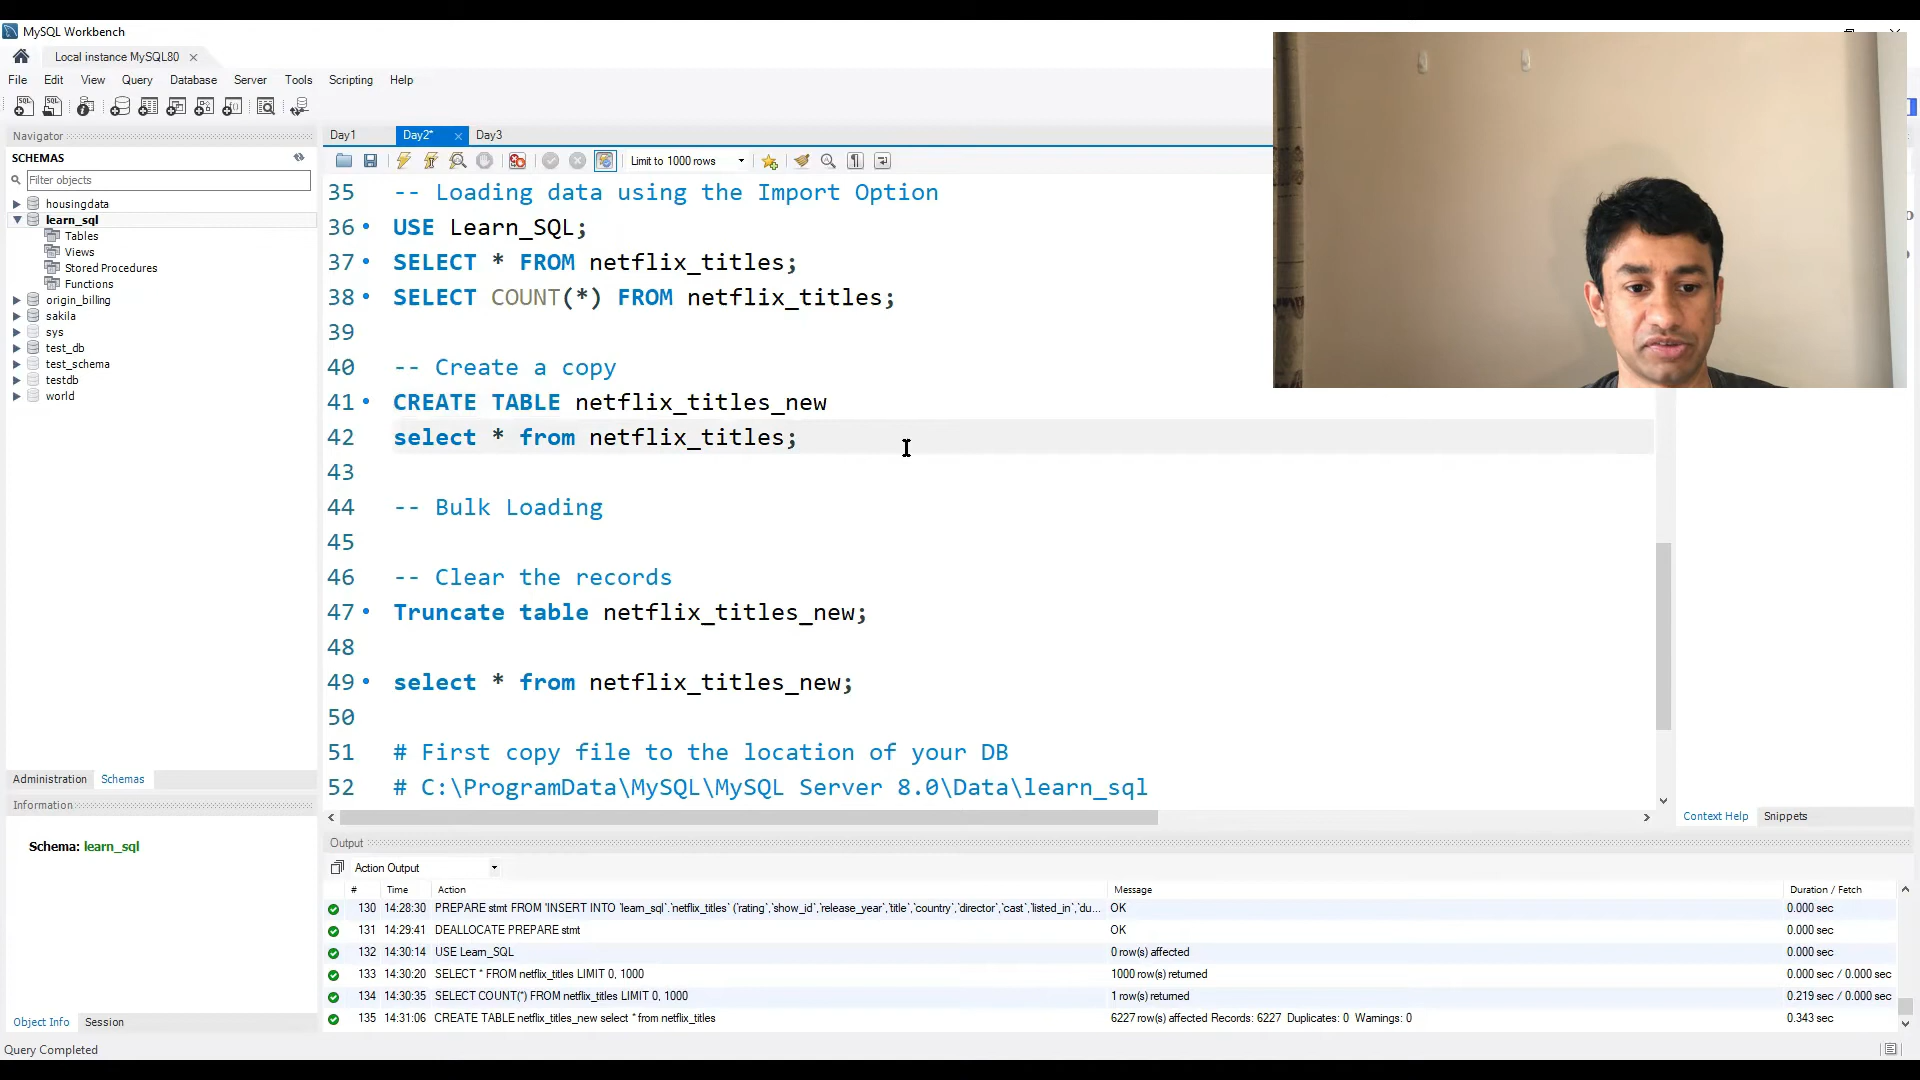 MySQL Workbench
Local instance MySQL80
File Edit View Query Database Server Tools Scripting Help
Navigator
SCHEMAS
Filter objects
housingdata
learn_sql
Tables
Views
Stored Procedures
Functions
origin_billing
sakila
sys
test_db
test_schema
testdb
world
Administration Schemas
Information
Schema: learn_sql
Object Info Session
Query Completed
Day1 Day2* Day3
Limit to 1000 rows
35 -- Loading data using the Import Option
36 USE Learn_SQL;
37 SELECT * FROM netflix_titles;
38 SELECT COUNT(*) FROM netflix_titles;
39
40 -- Create a copy
41 CREATE TABLE netflix_titles_new
42 select * from netflix_titles;
43
44 -- Bulk Loading
45
46 -- Clear the records
47 Truncate table netflix_titles_new;
48
49 select * from netflix_titles_new;
50
51 # First copy file to the location of your DB
52 # C:\ProgramData\MySQL\MySQL Server 8.0\Data\learn_sql
Context Help Snippets
Output
Action Output
# Time Action Message Duration / Fetch
130 14:28:30 PREPARE stmt FROM 'INSERT INTO `learn_sql`.`netflix_titles` (`rating`,`show_id`,`release_year`,`title`,`country`,`director`,`cast`,`listed_in`,`du... OK 0.000 sec
131 14:29:41 DEALLOCATE PREPARE stmt OK 0.000 sec
132 14:30:14 USE Learn_SQL 0 row(s) affected 0.000 sec
133 14:30:20 SELECT * FROM netflix_titles LIMIT 0, 1000 1000 row(s) returned 0.000 sec / 0.000 sec
134 14:30:35 SELECT COUNT(*) FROM netflix_titles LIMIT 0, 1000 1 row(s) returned 0.219 sec / 0.000 sec
135 14:31:06 CREATE TABLE netflix_titles_new select * from netflix_titles 6227 row(s) affected Records: 6227 Duplicates: 0 Warnings: 0 0.343 sec